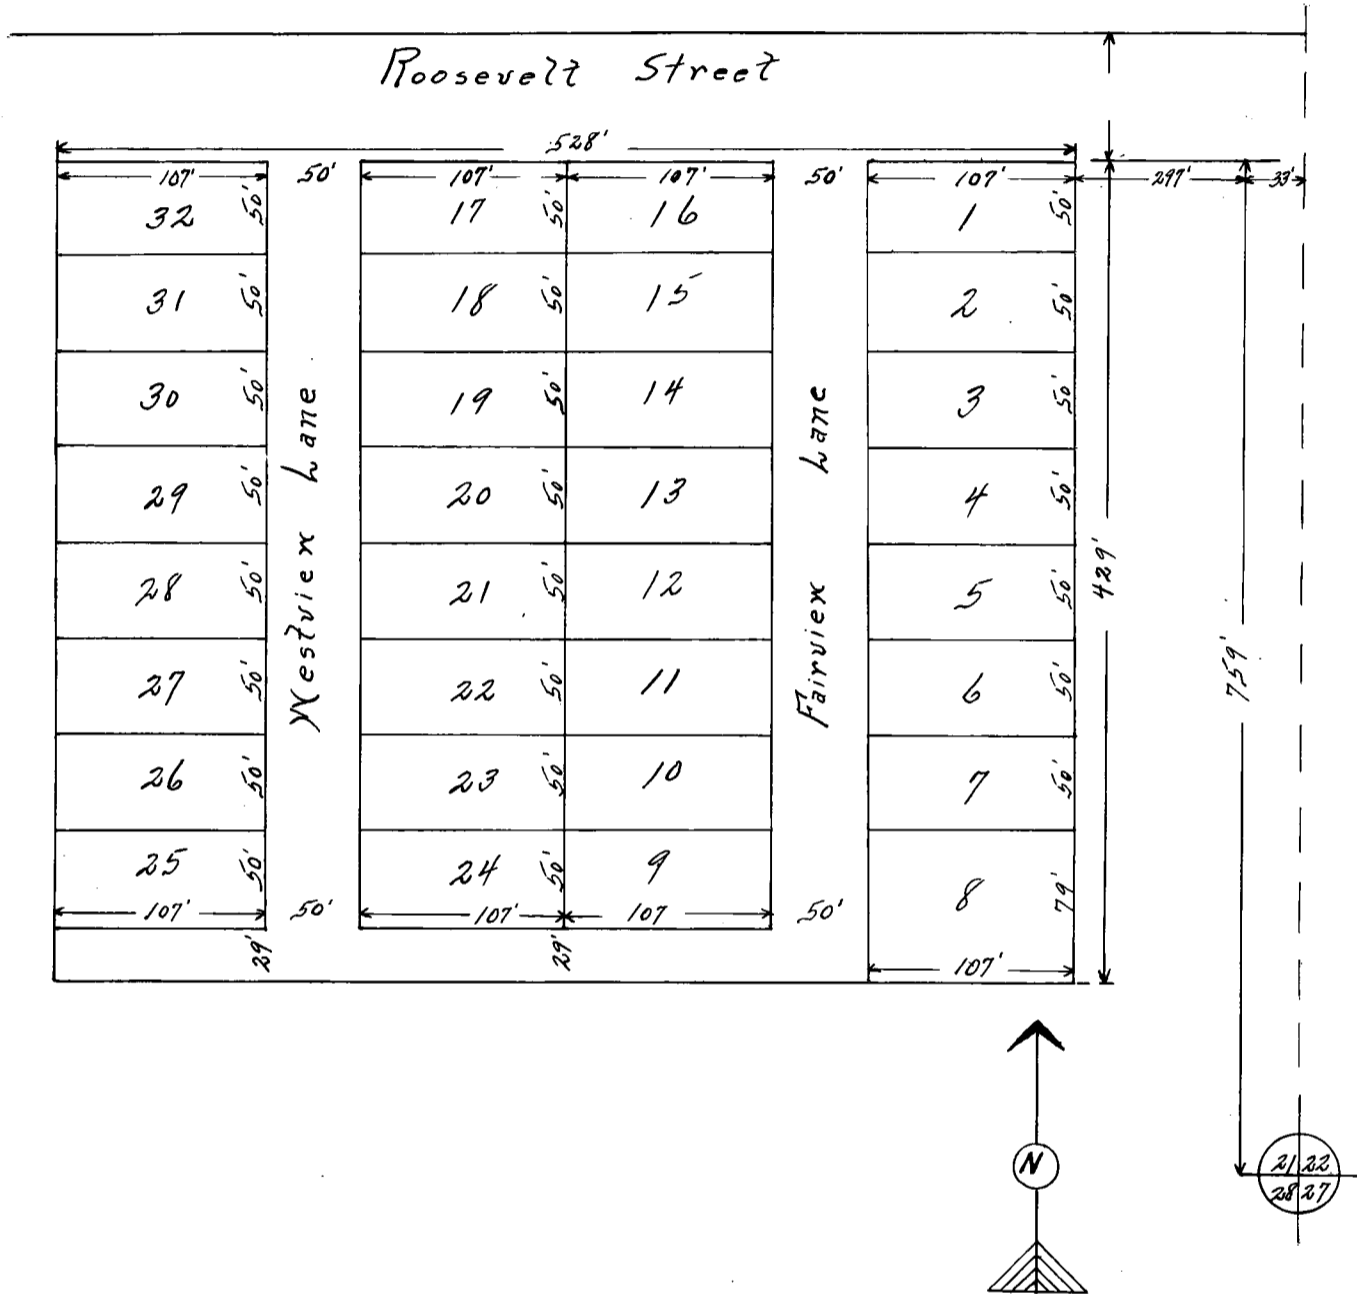 Roosevelt Street
528'
107' 50' 107' 107' 50' 107' 297' 33'
32 50' 17 50' 16 1 50'
31 50' 18 50' 15 2 50'
30 50' 19 50' 14 3 50'
29 50' 20 50' 13 4 50'
28 50' 21 50' 12 5 50'
27 50' 22 50' 11 6 50'
26 50' 23 50' 10 7 50'
25 50' 24 50' 9 8 79'
107' 50' 107' 107 50'
29' 29' 107'
Westview Lane
Fairview Lane
429'
759'
N
21 22
28 27